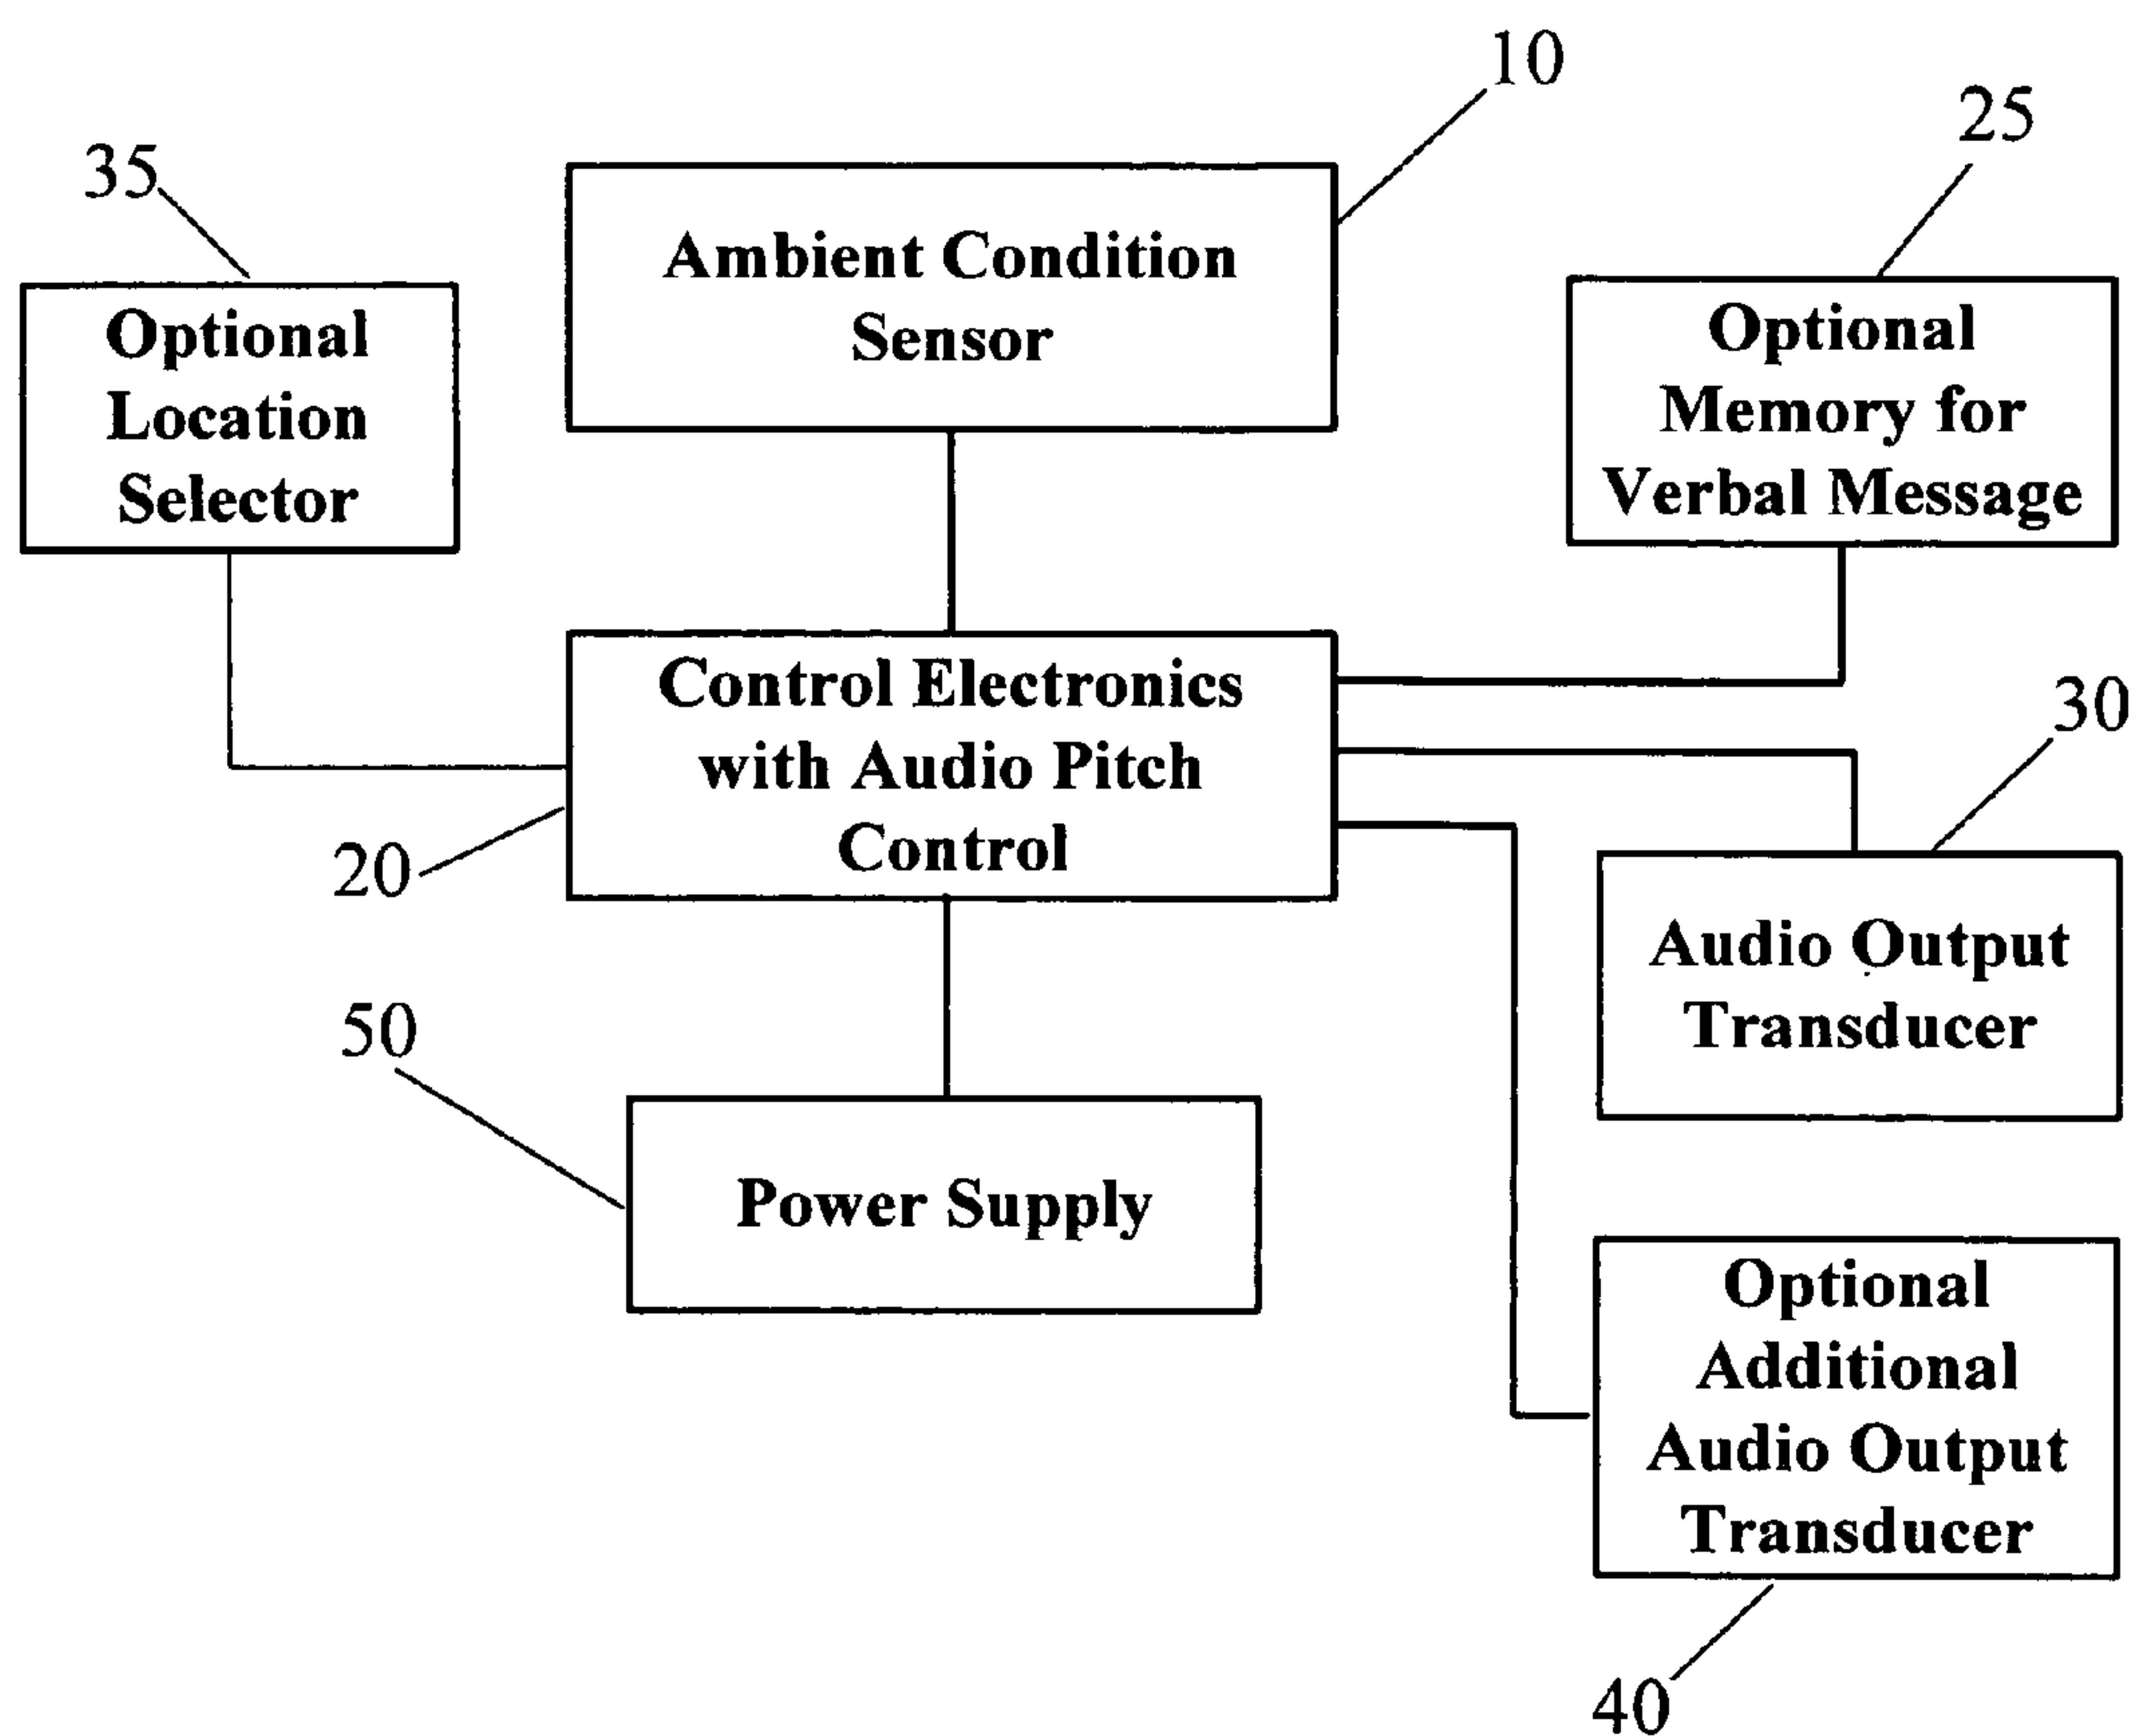 10
25
35
Ambient Condition
Sensor
Optional
Location
Selector
Optional
Memory for
Verbal Message
Control Electronics
with Audio Pitch
Control
20
30
Audio Output
Transducer
50
Power Supply
Optional
Additional
Audio Output
Transducer
40